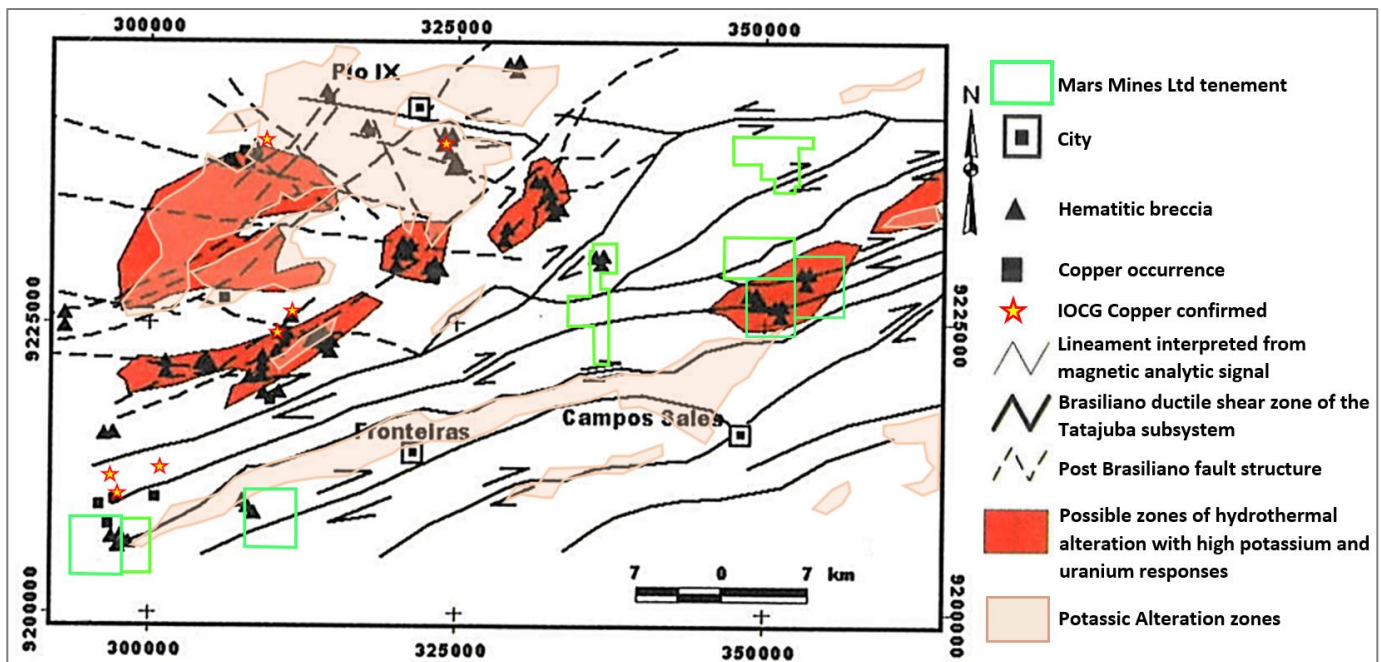 300000
325000
350000
Pio IX
N
Mars Mines Ltd tenement
City
Hematitic breccia
Copper occurrence
IOCG Copper confirmed
Lineament interpreted from
magnetic analytic signal
Brasiliano ductile shear zone of the
Tatajuba subsystem
Post Brasiliano fault structure
Possible zones of hydrothermal
alteration with high potassium and
uranium responses
Potassic Alteration zones
9225000
9225000
Campos Sales
Fronteiras
7 0 7 km
9200000
9200000
300000
325000
350000